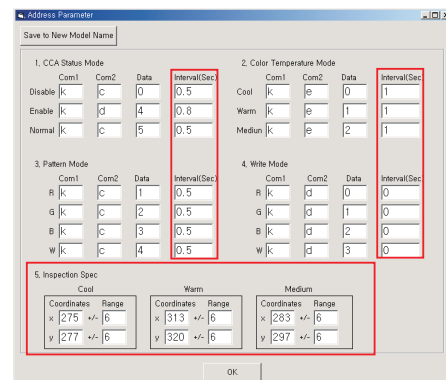 Address Parameter
Save to New Model Name
1. CCA Status Mode
Com1 Com2 Data Interval(Sec)
Disable k c 0 0.5
Enable k d 4 0.8
Normal k c 5 0.5
2. Color Temperature Mode
Com1 Com2 Data Interval(Sec)
Cool k e 0 1
Warm k e 1 1
Mediun k e 2 1
3. Pattern Mode
Com1 Com2 Data Interval(Sec)
R k c 1 0.5
G k c 2 0.5
B k c 3 0.5
W k c 4 0.5
4. Write Mode
Com1 Com2 Data Interval(Sec)
R k d 0 0
G k d 1 0
B k d 2 0
W k d 3 0
5. Inspection Spec
Cool Warm Medium
Coordinates Range Coordinates Range Coordinates Range
x 275 +/- 6 x 313 +/- 6 x 283 +/- 6
y 277 +/- 6 y 320 +/- 6 y 297 +/- 6
OK